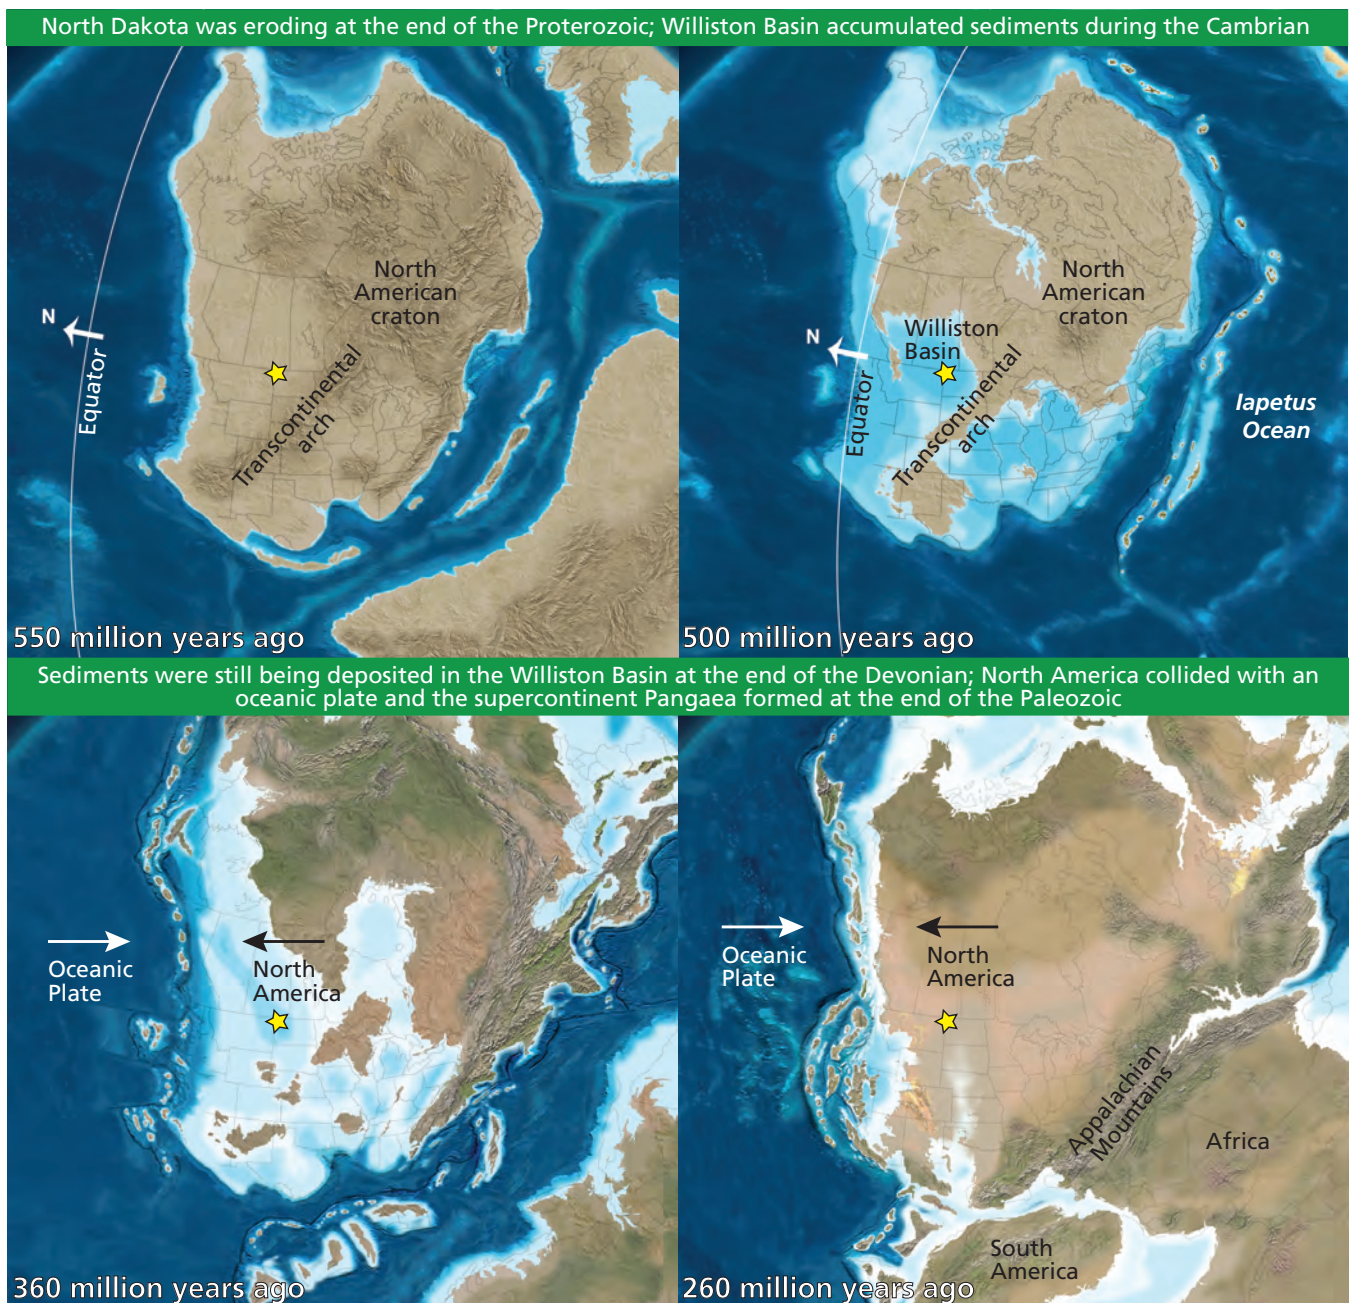 North Dakota was eroding at the end of the Proterozoic; Williston Basin accumulated sediments during the Cambrian
North
American
craton
N
Equator
Transcontinental
arch
550 million years ago
North
American
craton
Williston
Basin
N
Equator
Transcontinental
arch
Iapetus
Ocean
500 million years ago
Sediments were still being deposited in the Williston Basin at the end of the Devonian; North America collided with an
oceanic plate and the supercontinent Pangaea formed at the end of the Paleozoic
Oceanic
Plate
North
America
360 million years ago
Oceanic
Plate
North
America
Appalachian
Mountains
Africa
South
America
260 million years ago